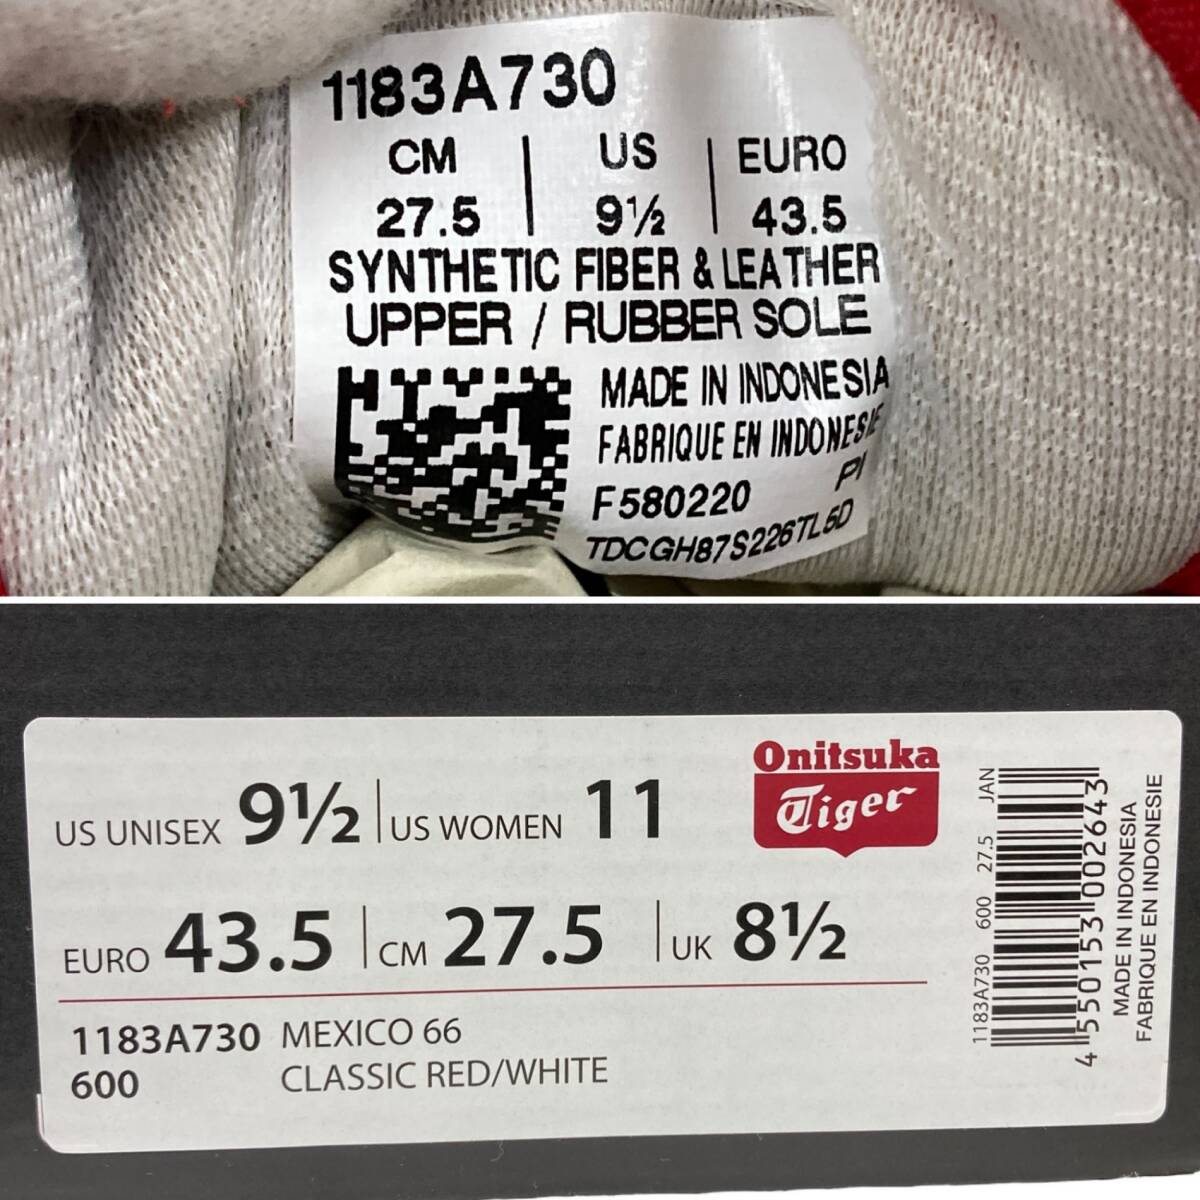 1183A730
CM | US | EURO
27.5 | 9½ | 43.5
SYNTHETIC FIBER & LEATHER
UPPER / RUBBER SOLE
MADE IN INDONESIA
FABRIQUE EN INDONESIE
PI
F580220
TDCGH87S226TL5D
US UNISEX 9½ | US WOMEN 11
Onitsuka
Tiger
EURO 43.5 | CM 27.5 | UK 8½
1183A730 MEXICO 66
600 CLASSIC RED/WHITE
1183A730 600 27.5 JAN
4 550153 002643
MADE IN INDONESIA
FABRIQUE EN INDONESIE